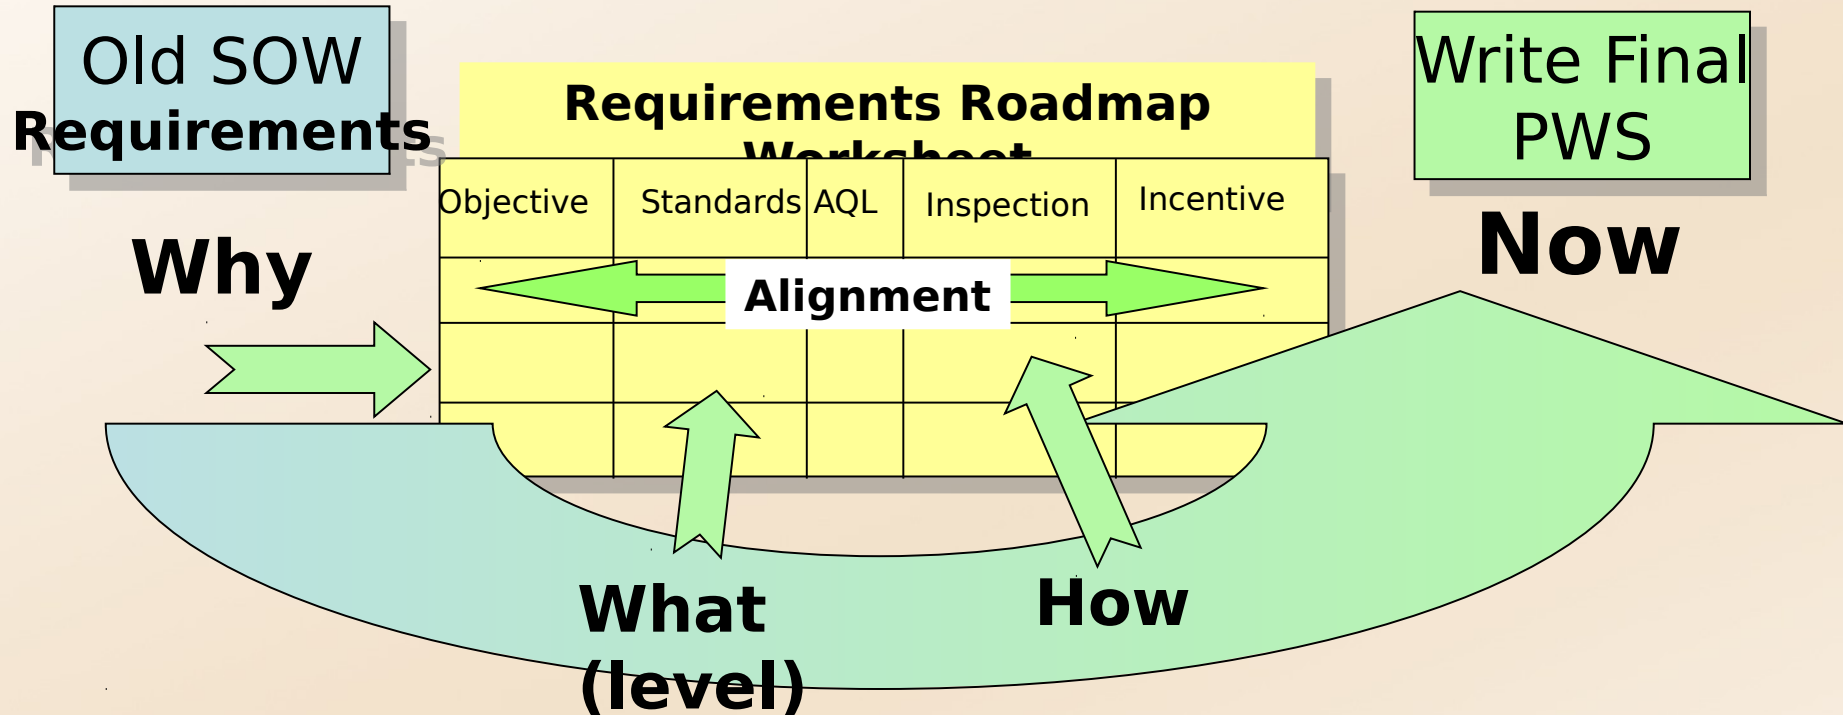 Old SOW
Requirements
Requirements Roadmap
Worksheet
Write Final
PWS
Objective
Standards
AQL
Inspection
Incentive
Why
Now
Alignment
What
(level)
How